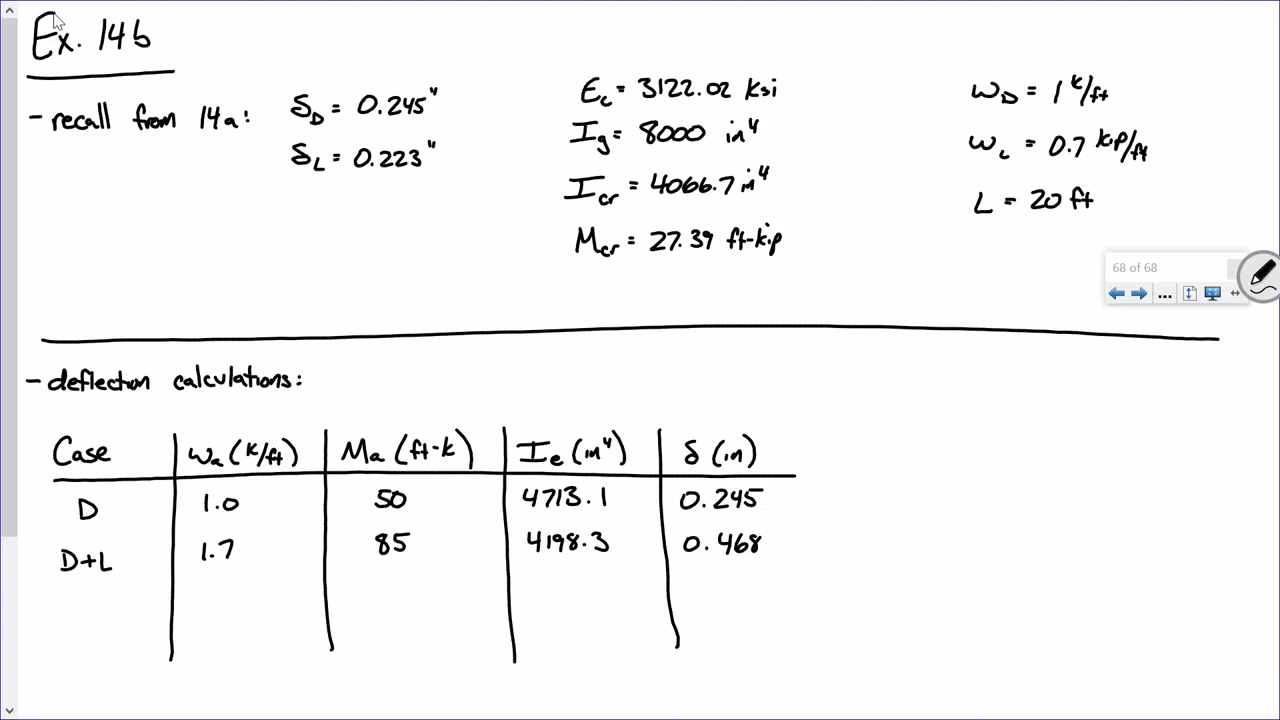 Ex. 14b
- recall from 14a:
δD = 0.245"
δL = 0.223"
Ec = 3122.02 ksi
Ig = 8000 in⁴
Icr = 4066.7 in⁴
Mcr = 27.39 ft-kip
wD = 1 k/ft
wL = 0.7 kip/ft
L = 20 ft
68 of 68
- deflection calculations:
Case wa (k/ft) Ma (ft-k) Ie (in⁴) δ (in)
D 1.0 50 4713.1 0.245
D+L 1.7 85 4198.3 0.468